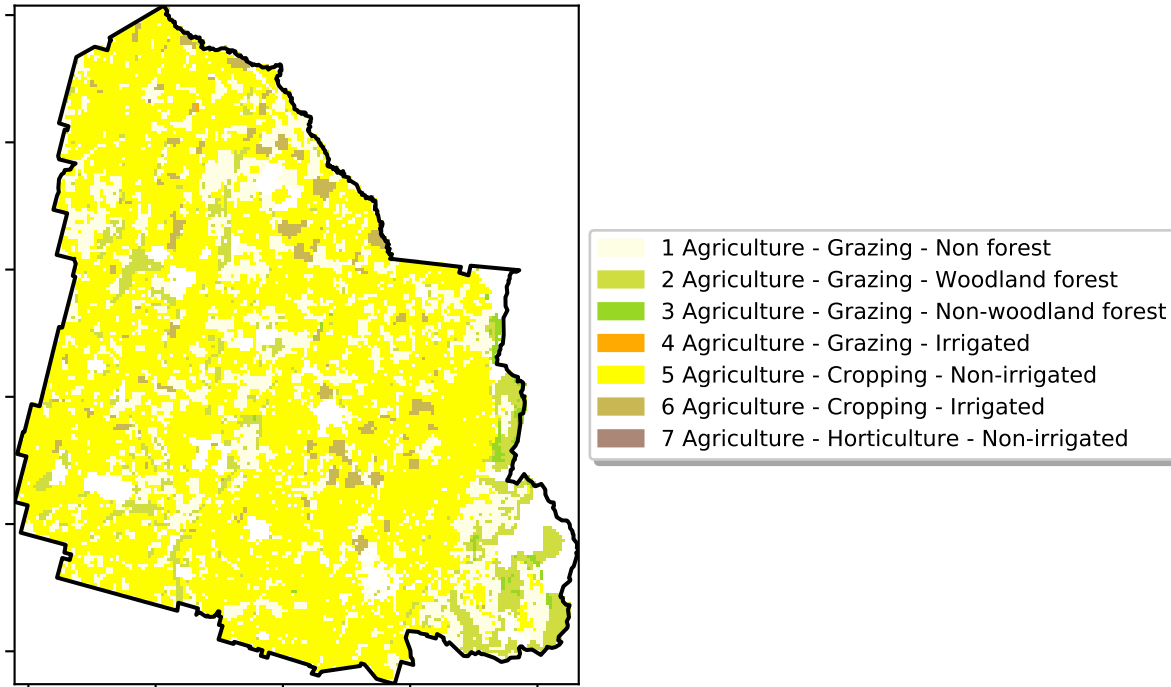 1 Agriculture - Grazing - Non forest
2 Agriculture - Grazing - Woodland forest
3 Agriculture - Grazing - Non-woodland forest
4 Agriculture - Grazing - Irrigated
5 Agriculture - Cropping - Non-irrigated
6 Agriculture - Cropping - Irrigated
7 Agriculture - Horticulture - Non-irrigated